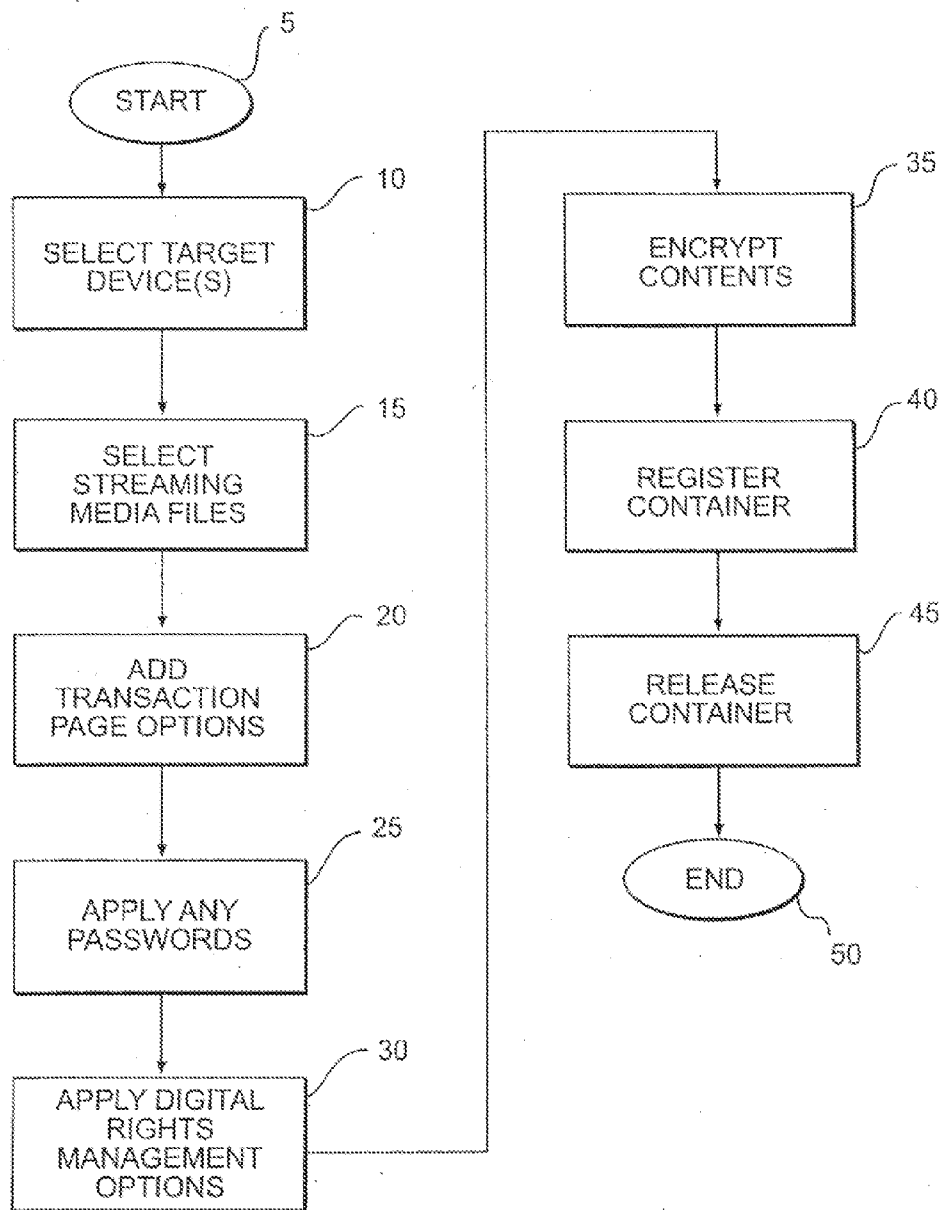 5
START
10
SELECT TARGET
DEVICE(S)
15
SELECT
STREAMING
MEDIA FILES
20
ADD
TRANSACTION
PAGE OPTIONS
25
APPLY ANY
PASSWORDS
30
APPLY DIGITAL
RIGHTS
MANAGEMENT
OPTIONS
35
ENCRYPT
CONTENTS
40
REGISTER
CONTAINER
45
RELEASE
CONTAINER
END
50